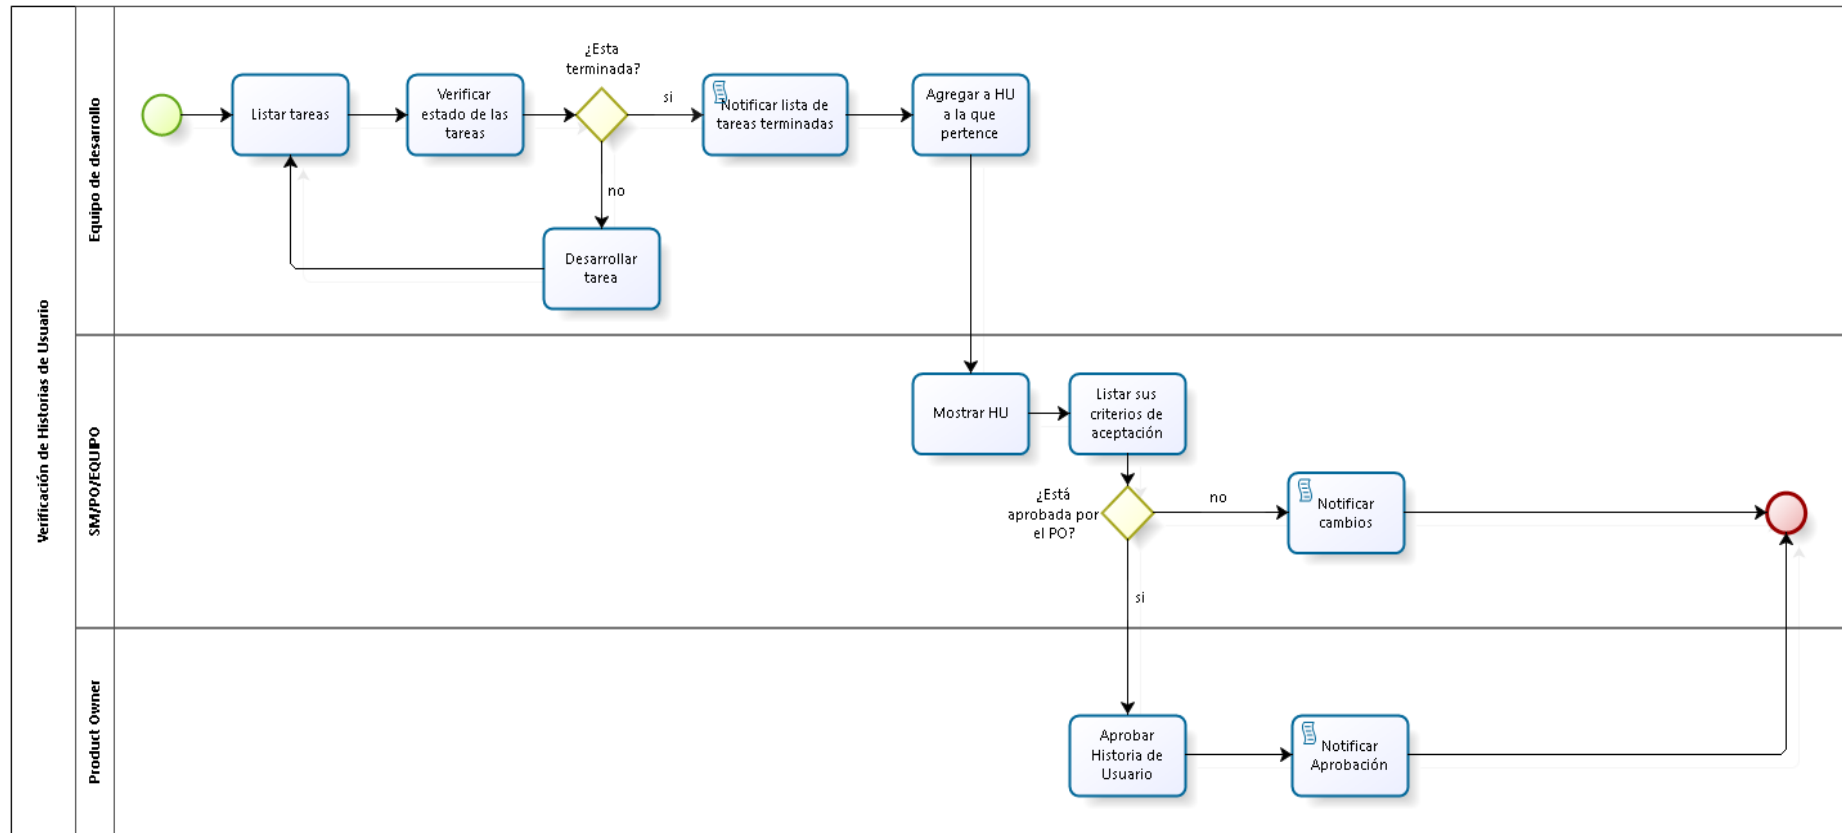 Verificación de Historias de Usuario
Equipo de desarrollo
¿Esta
terminada?
Listar tareas
Verificar
estado de las
tareas
si
Notificar lista de
tareas terminadas
Agregar a HU
a la que
pertence
no
Desarrollar
tarea
SM/PO/EQUIPO
Mostrar HU
Listar sus
criterios de
aceptación
¿Está
aprobada por
el PO?
no
Notificar
cambios
si
Product Owner
Aprobar
Historia de
Usuario
Notificar
Aprobación